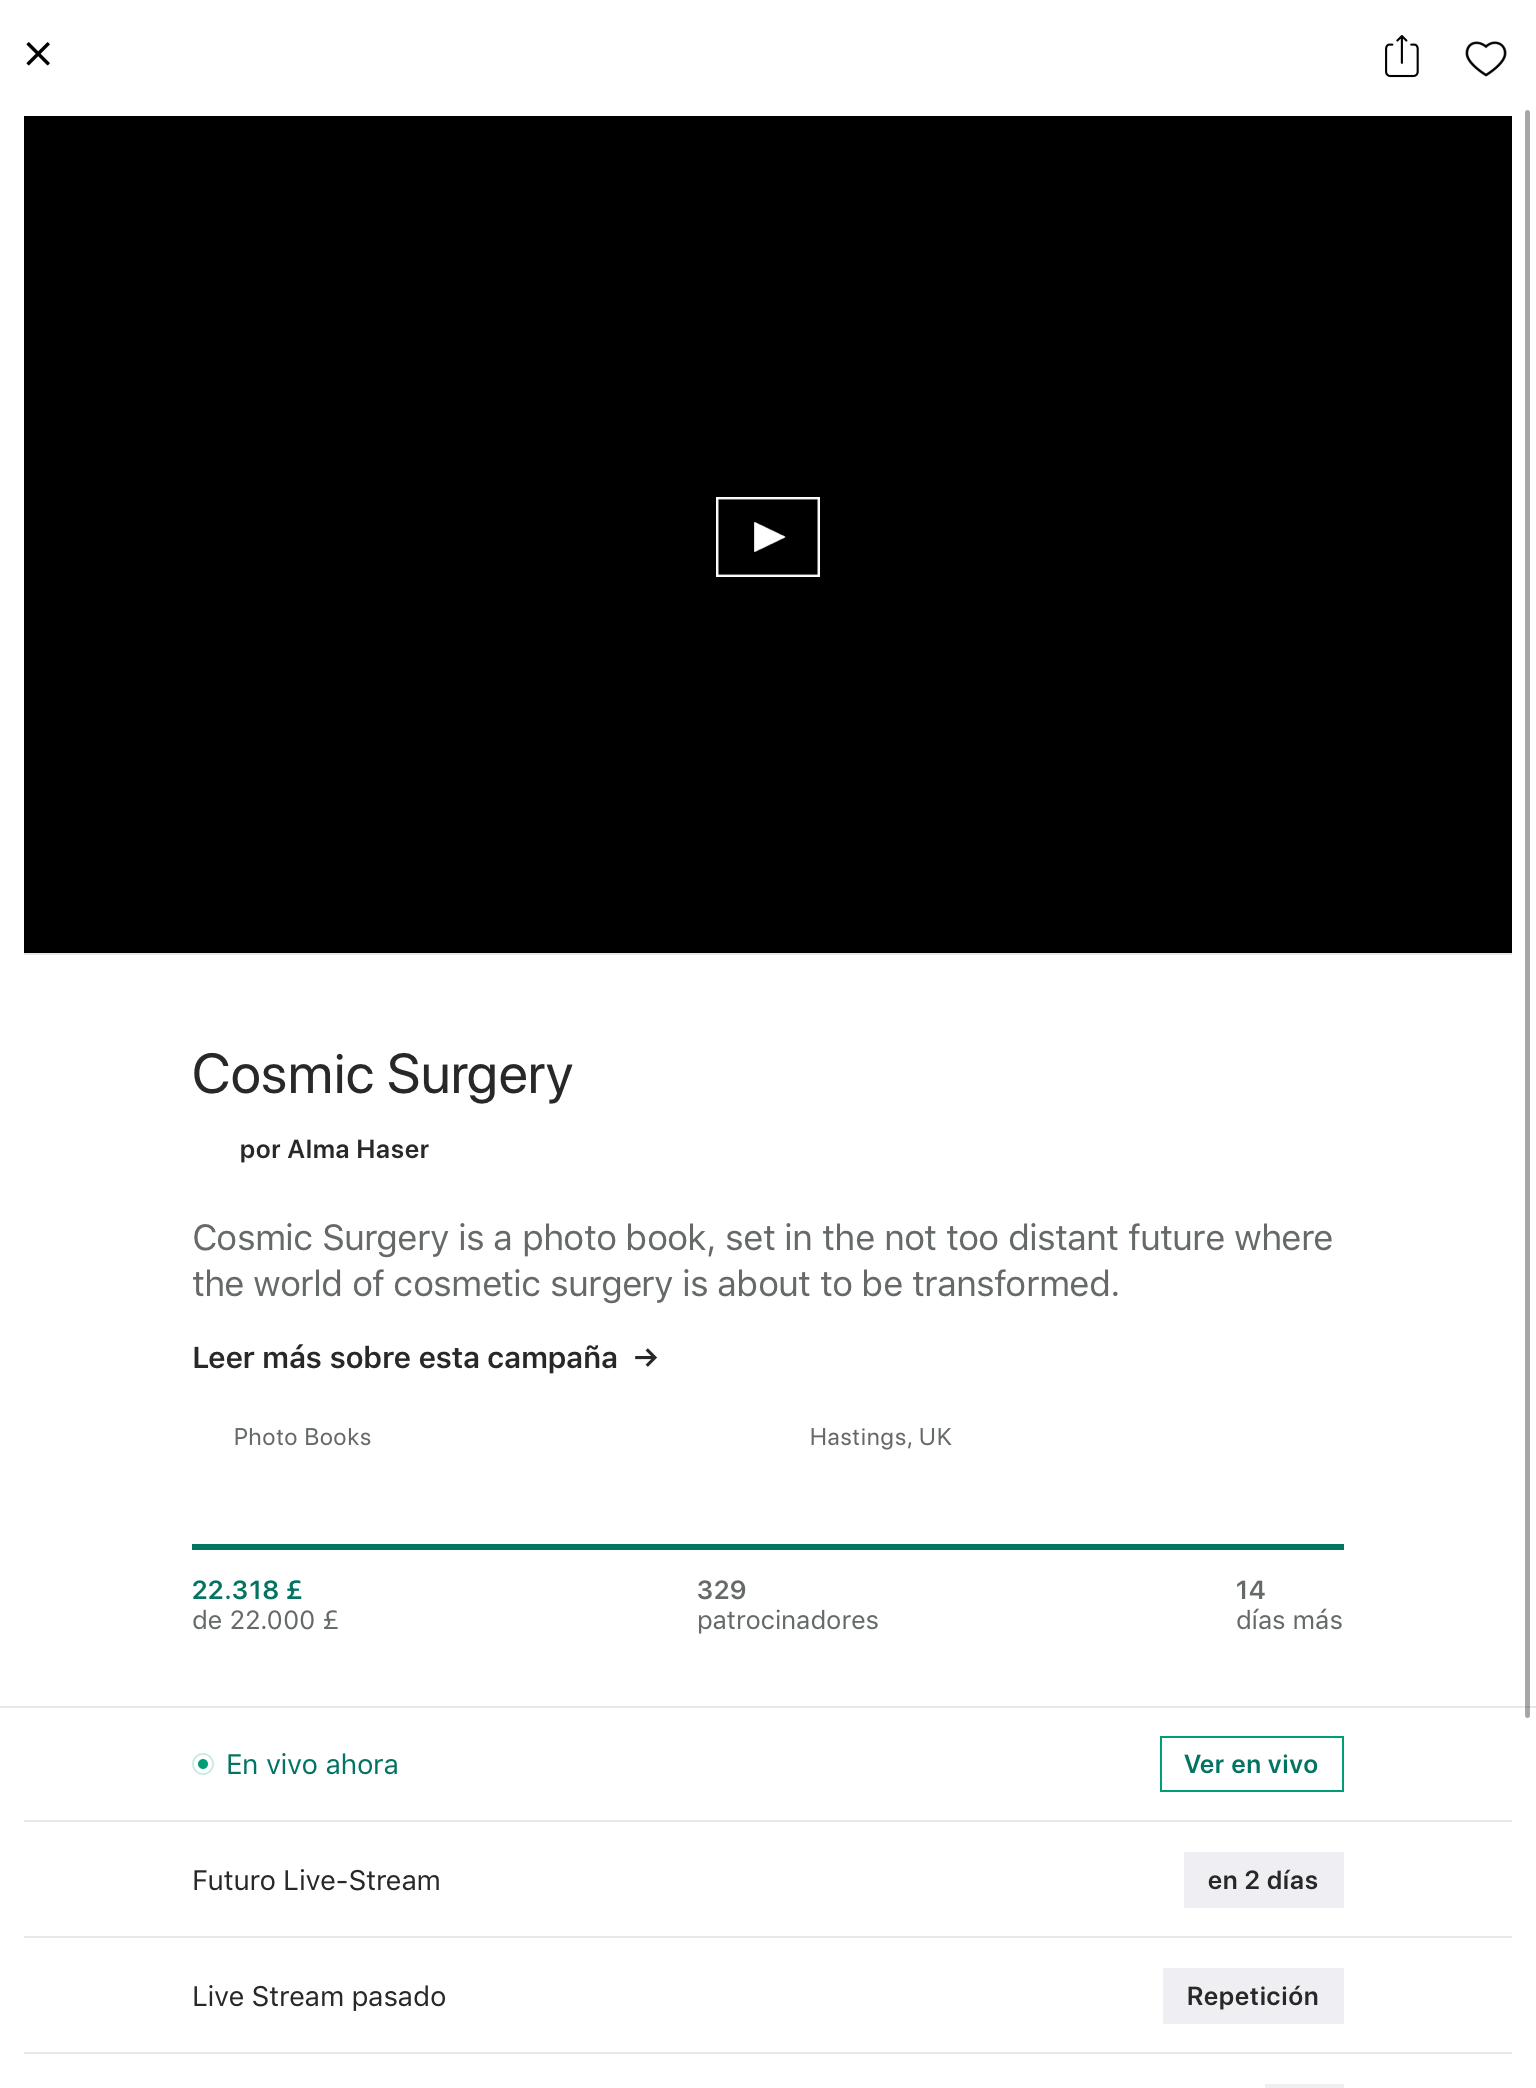 Cosmic Surgery
por Alma Haser
Cosmic Surgery is a photo book, set in the not too distant future where
the world of cosmetic surgery is about to be transformed.
Leer más sobre esta campaña →
Photo Books
Hastings, UK
22.318 £
de 22.000 £
329
patrocinadores
14
días más
En vivo ahora
Ver en vivo
Futuro Live-Stream
en 2 días
Live Stream pasado
Repetición